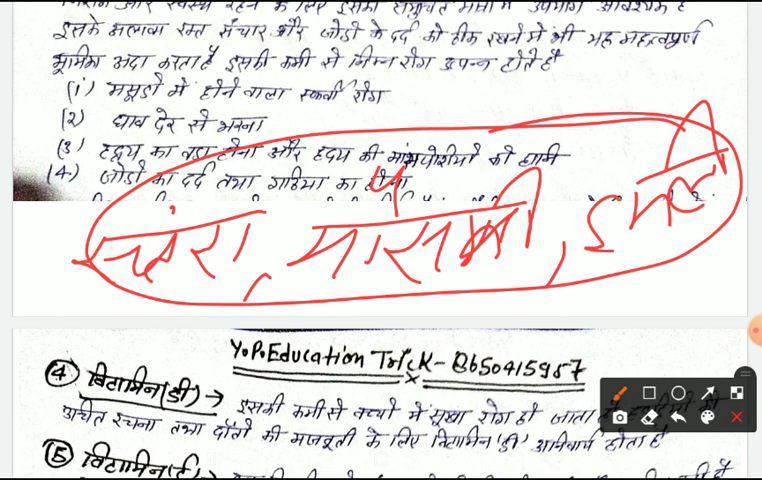 इसके अलावा रक्त संचार और जोडो के दर्द को ठीक रखने मे भी यह महत्वपूर्ण
भूमिका अदा करता है इसकी कमी से निम्न रोग उत्पन्न होते है
(1) मसूडो में होने वाला स्कर्वी रोग
(2) घाव देर से भरना
(3) हृदय का बडा होना और हृदय की मांसपेशीयो की हानि
(4) जोडो का दर्द तथा गठिया का होना
संतरा, मौसमी, इमली
Y.P. Education Trick - 8650415957
(4) विटामिन (डी) → इसकी कमी से बच्चो में सूखा रोग हो जाता
उचित रचना तथा दाँतो की मजबूती के लिए विटामिन 'डी' अनिवार्य होता है
(5) विटामिन (ई) →